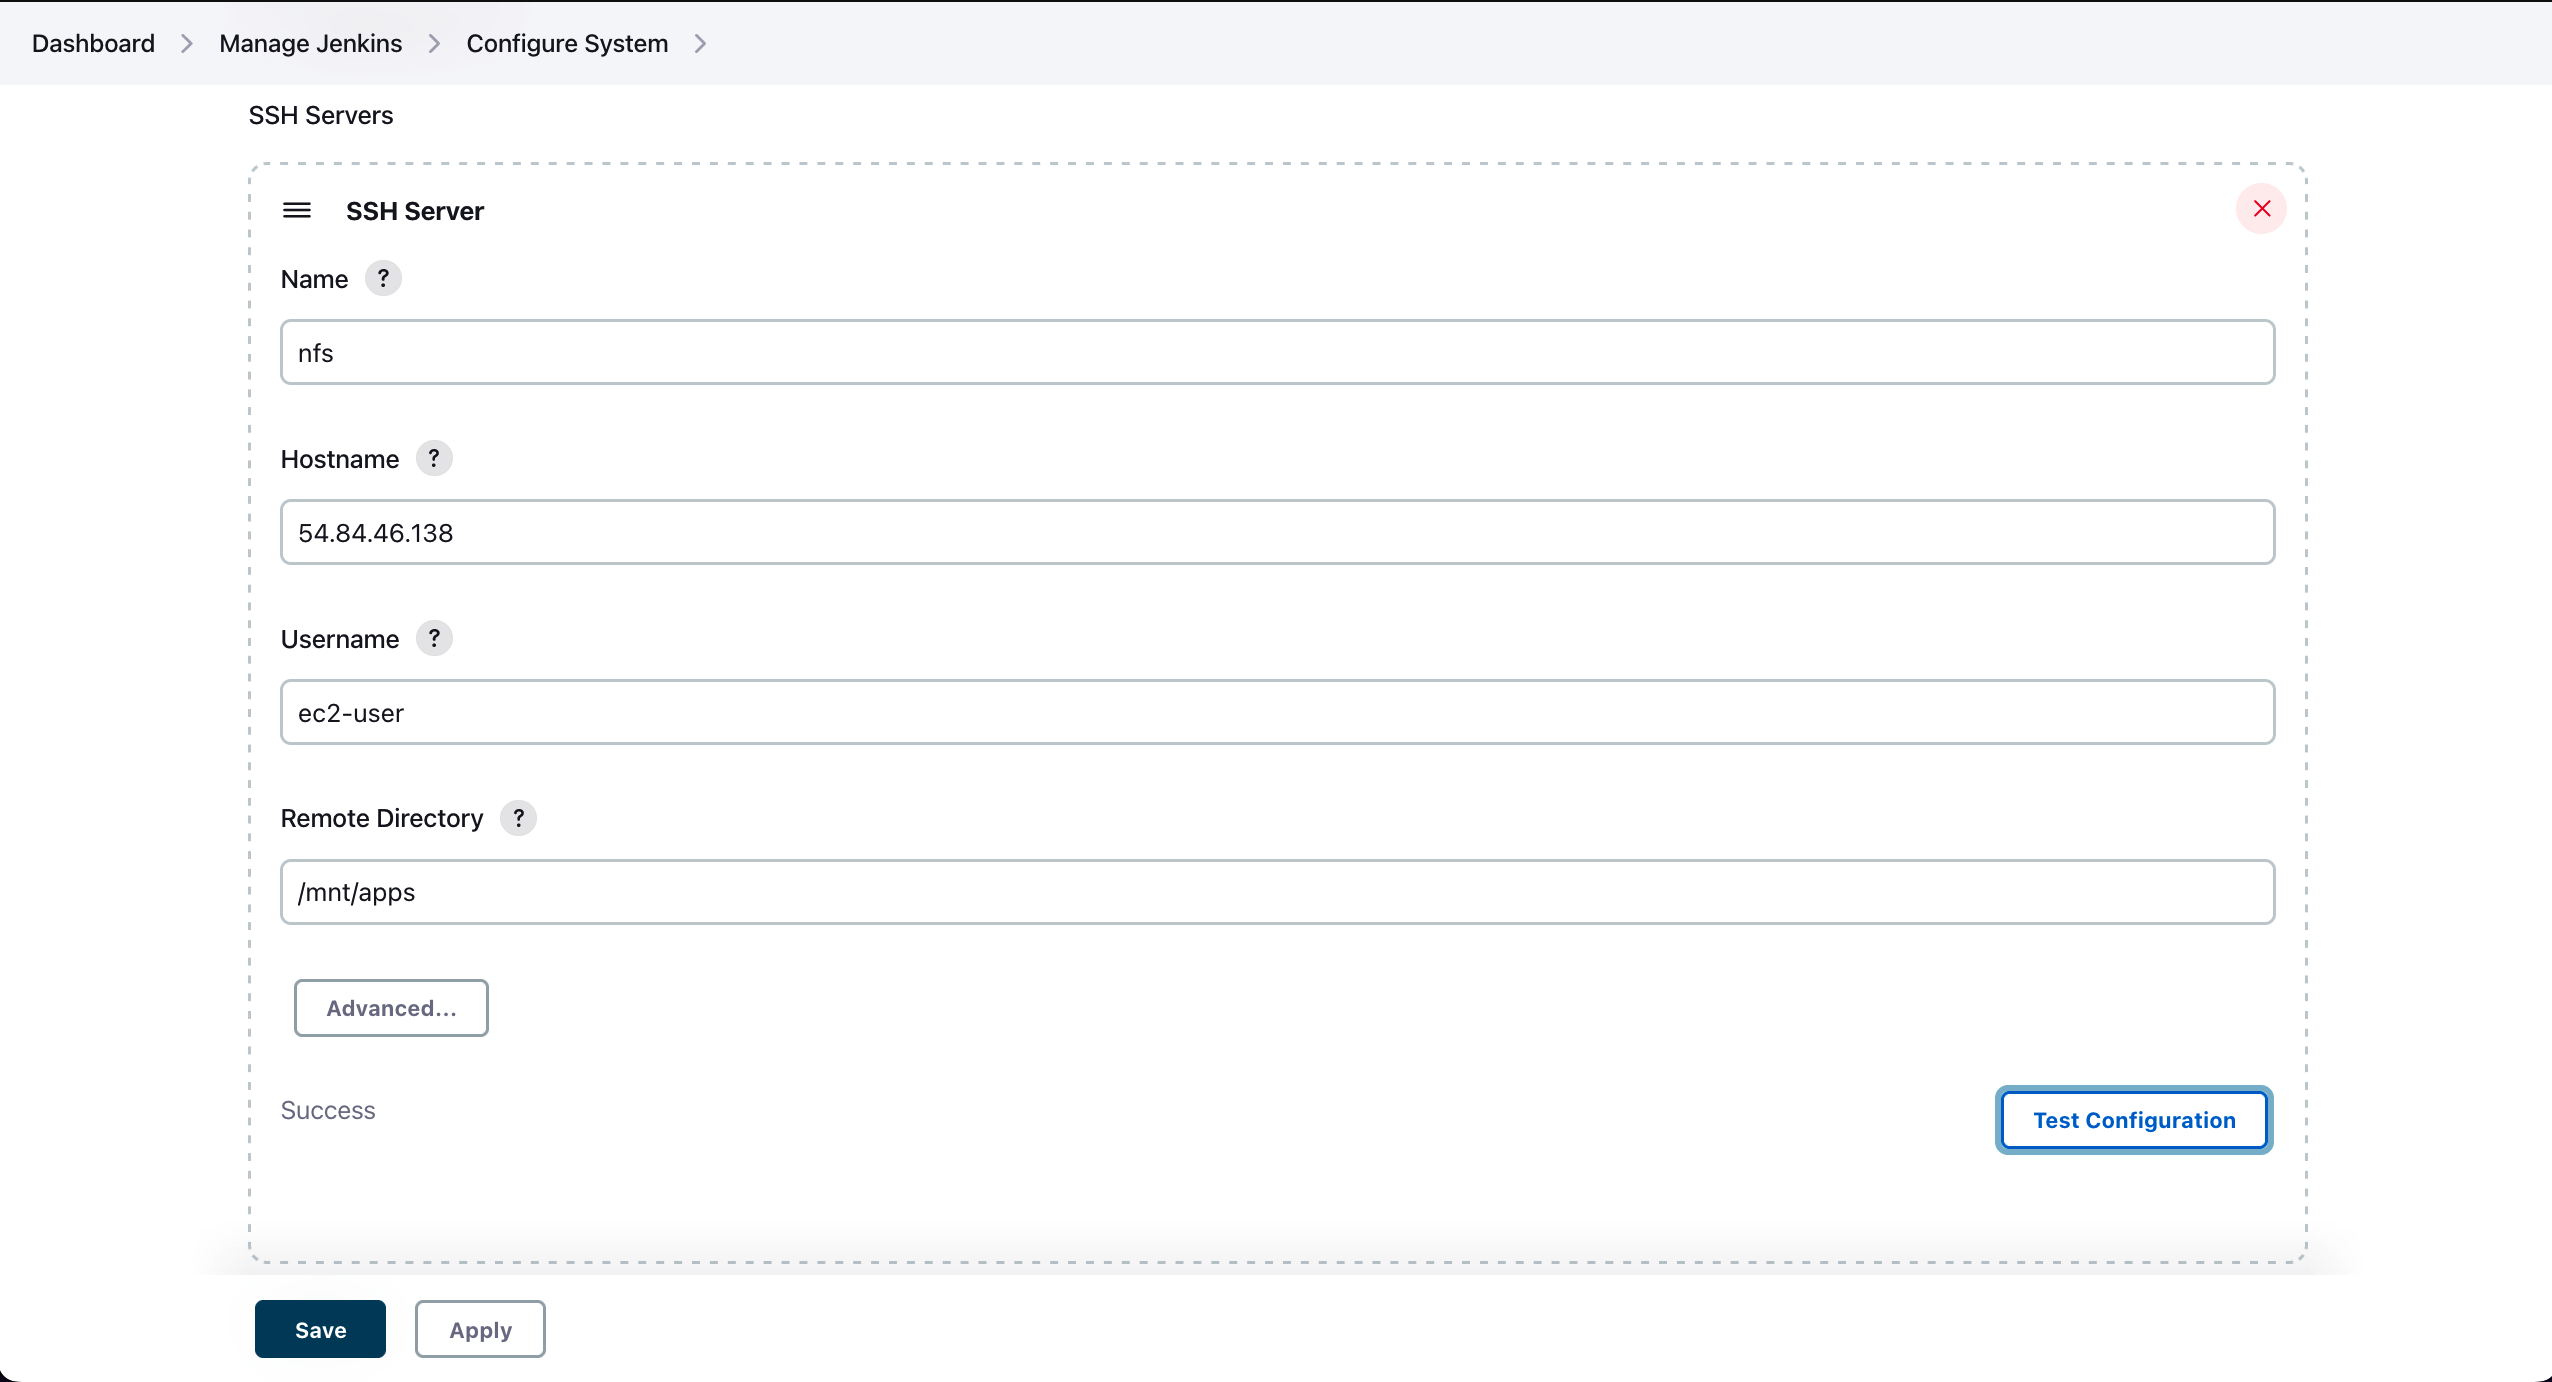 Dashboard > Manage Jenkins > Configure System >
SSH Servers
SSH Server
Name ?
nfs
Hostname ?
54.84.46.138
Username ?
ec2-user
Remote Directory ?
/mnt/apps
Advanced...
Success
Test Configuration
Save Apply